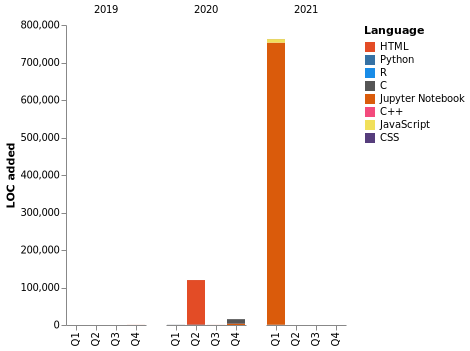 2019 2020 2021
800,000
700,000
600,000
500,000
400,000
300,000
200,000
100,000
0
LOC added
Q1 Q2 Q3 Q4 Q1 Q2 Q3 Q4 Q1 Q2 Q3 Q4
Language
HTML
Python
R
C
Jupyter Notebook
C++
JavaScript
CSS